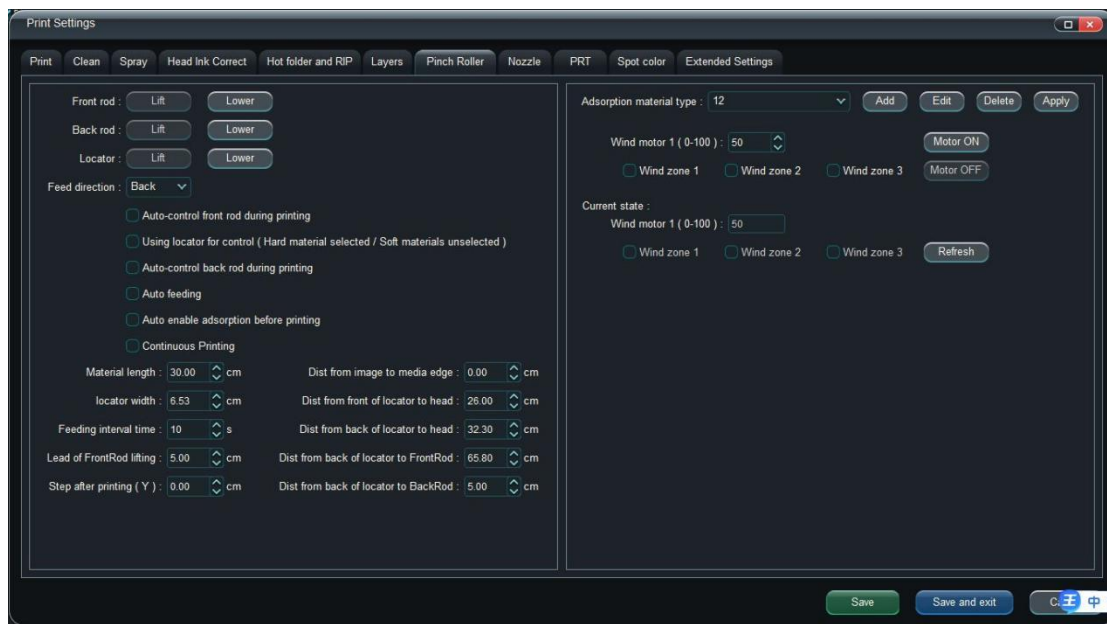 Print Settings
Print Clean Spray Head Ink Correct Hot folder and RIP Layers Pinch Roller Nozzle PRT Spot color Extended Settings
Front rod : Lift Lower
Back rod : Lift Lower
Locator : Lift Lower
Feed direction : Back
Auto-control front rod during printing
Using locator for control ( Hard material selected / Soft materials unselected )
Auto-control back rod during printing
Auto feeding
Auto enable adsorption before printing
Continuous Printing
Material length : 30.00 cm Dist from image to media edge : 0.00 cm
locator width : 6.53 cm Dist from front of locator to head : 26.00 cm
Feeding interval time : 10 s Dist from back of locator to head : 32.30 cm
Lead of FrontRod lifting : 5.00 cm Dist from back of locator to FrontRod : 65.80 cm
Step after printing ( Y ) : 0.00 cm Dist from back of locator to BackRod : 5.00 cm
Adsorption material type : 12 Add Edit Delete Apply
Wind motor 1 ( 0-100 ) : 50 Motor ON
Wind zone 1 Wind zone 2 Wind zone 3 Motor OFF
Current state :
Wind motor 1 ( 0-100 ) : 50
Wind zone 1 Wind zone 2 Wind zone 3 Refresh
Save Save and exit 王 中